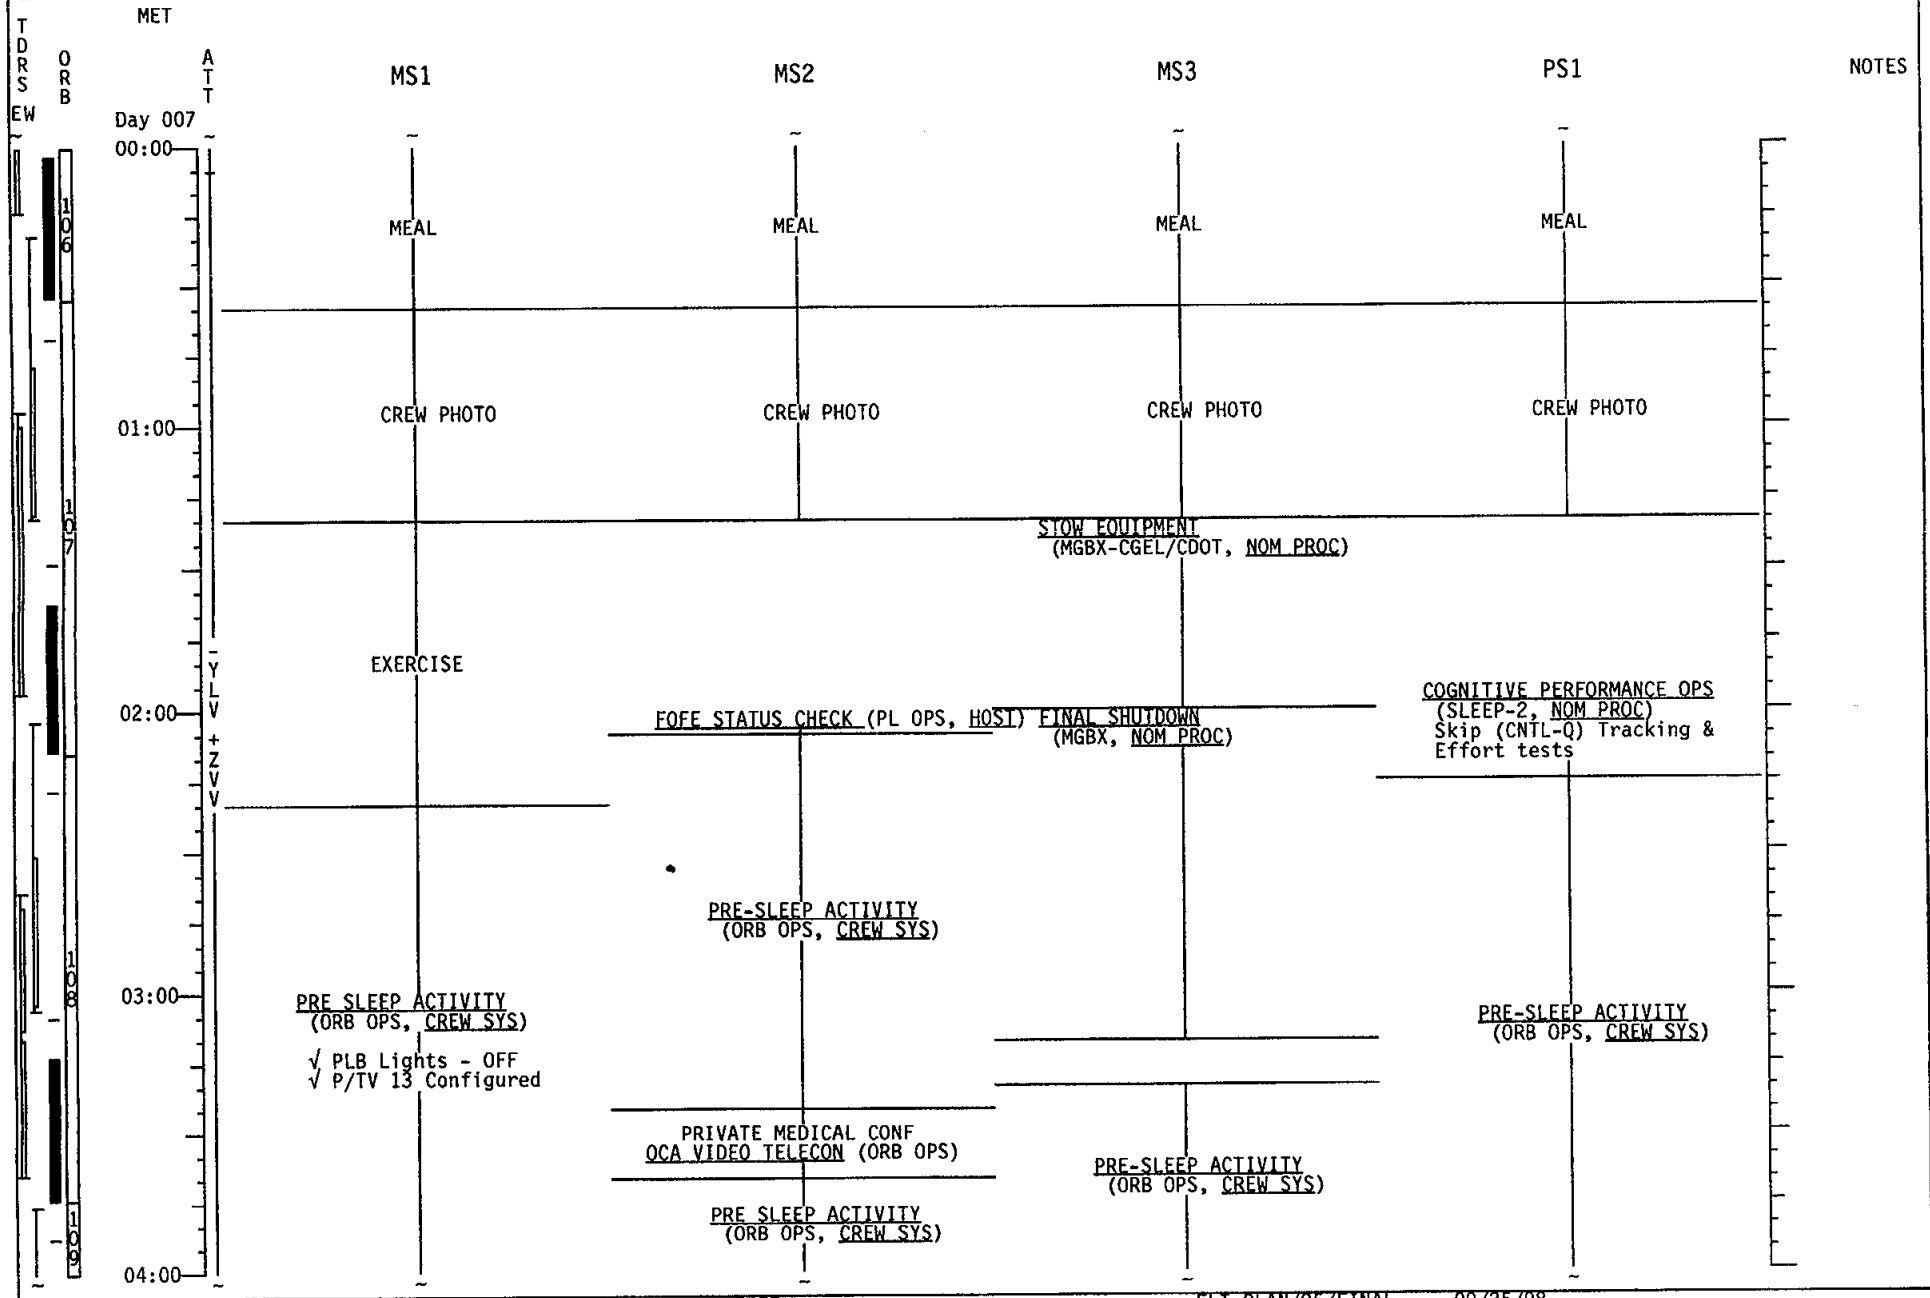 MET
TDRS
ORB
ATT
MS1
MS2
MS3
PS1
NOTES
EW
Day 007
00:00
106
MEAL
MEAL
MEAL
MEAL
CREW PHOTO
CREW PHOTO
CREW PHOTO
CREW PHOTO
01:00
107
STOW EQUIPMENT
(MGBX-CGEL/CDOT, NOM PROC)
EXERCISE
-YLV +ZVV
02:00
FOFE STATUS CHECK (PL OPS, HOST)
FINAL SHUTDOWN
(MGBX, NOM PROC)
COGNITIVE PERFORMANCE OPS
(SLEEP-2, NOM PROC)
Skip (CNTL-Q) Tracking &
Effort tests
PRE-SLEEP ACTIVITY
(ORB OPS, CREW SYS)
108
03:00
PRE SLEEP ACTIVITY
(ORB OPS, CREW SYS)
√ PLB Lights - OFF
√ P/TV 13 Configured
PRE-SLEEP ACTIVITY
(ORB OPS, CREW SYS)
PRIVATE MEDICAL CONF
OCA VIDEO TELECON (ORB OPS)
PRE-SLEEP ACTIVITY
(ORB OPS, CREW SYS)
PRE SLEEP ACTIVITY
(ORB OPS, CREW SYS)
109
04:00